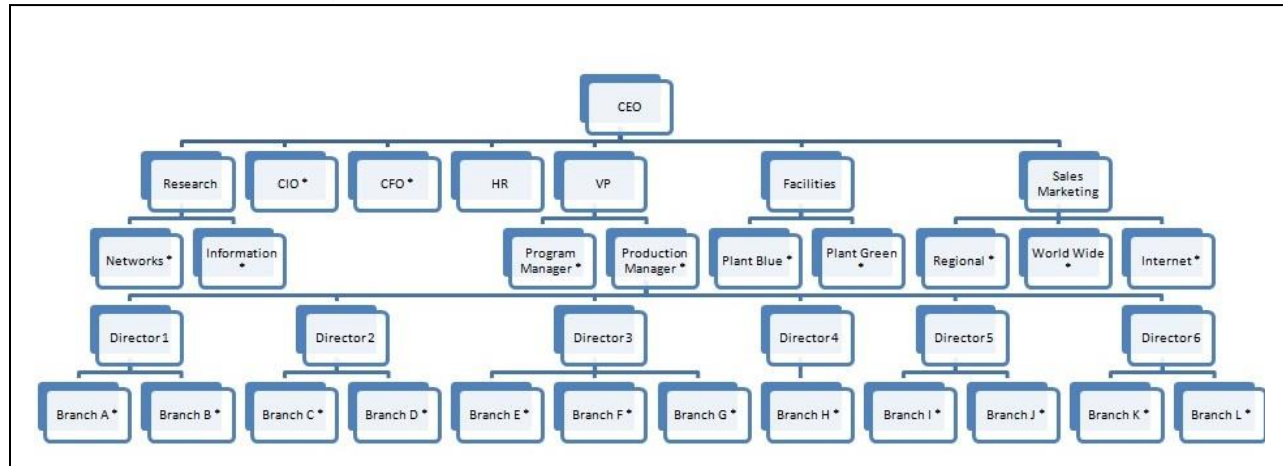 CEO
Research
CIO *
CFO *
HR
VP
Facilities
Sales
Marketing
Networks *
Information
*
Program
Manager *
Production
Manager *
Plant Blue *
Plant Green
*
Regional *
World Wide
*
Internet *
Director1
Director2
Director3
Director4
Director5
Director6
Branch A *
Branch B *
Branch C *
Branch D *
Branch E *
Branch F *
Branch G *
Branch H *
Branch I *
Branch J *
Branch K *
Branch L *